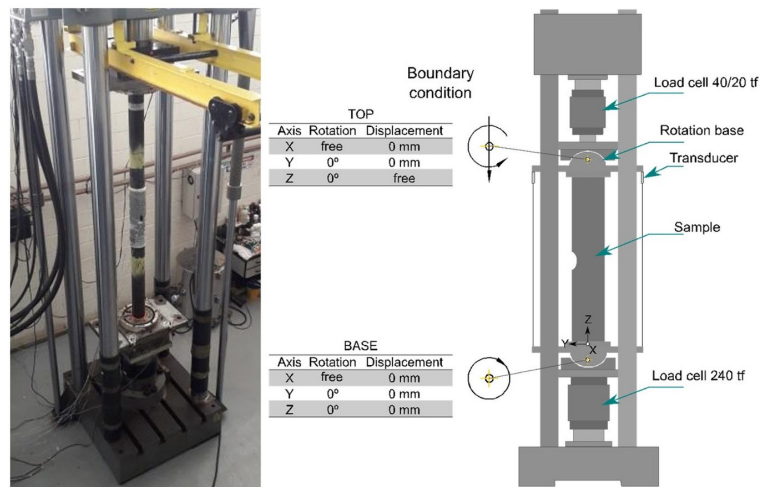 Boundary
condition
TOP
Axis Rotation Displacement
X free 0 mm
Y 0º 0 mm
Z 0º free
BASE
Axis Rotation Displacement
X free 0 mm
Y 0º 0 mm
Z 0º 0 mm
Load cell 40/20 tf
Rotation base
Transducer
Sample
Z
Y
X
Load cell 240 tf